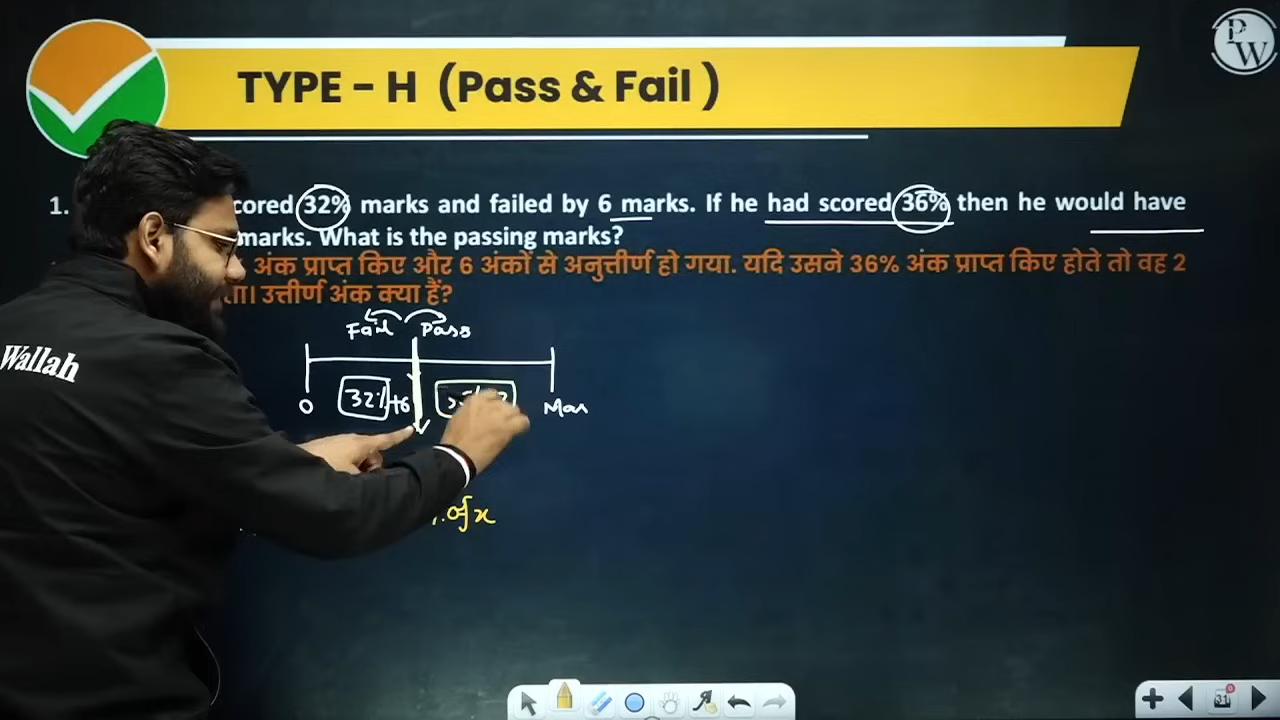 PW
TYPE - H (Pass & Fail )
1. cored 32% marks and failed by 6 marks. If he had scored 36% then he would have
marks. What is the passing marks?
अंक प्राप्त किए और 6 अंकों से अनुत्तीर्ण हो गया. यदि उसने 36% अंक प्राप्त किए होते तो वह 2
उत्तीर्ण अंक क्या हैं?
Fail Pass
Wallah
0 32%+6 Max
of x
31